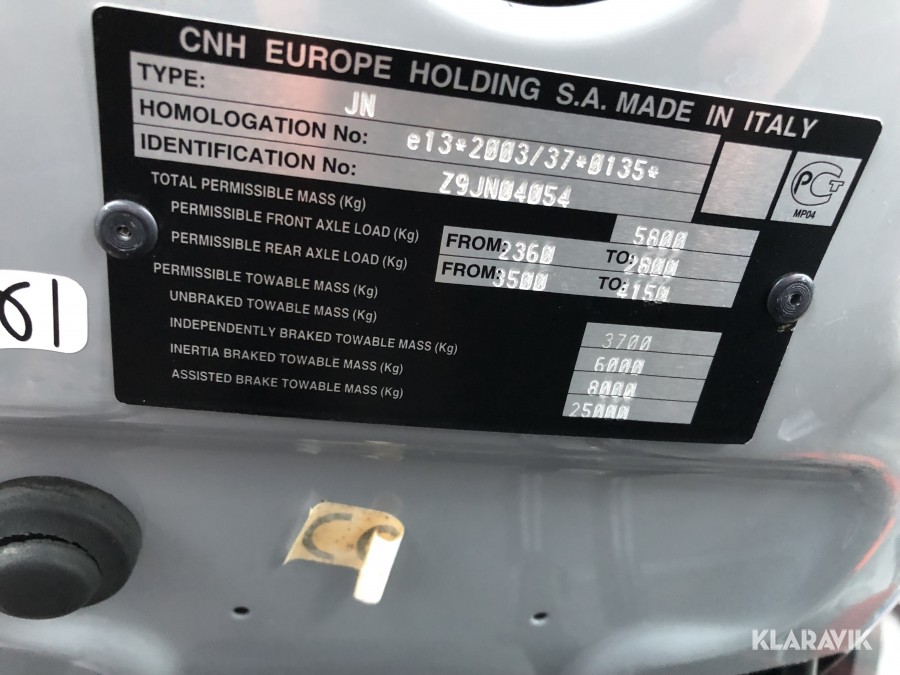 CNH EUROPE HOLDING S.A. MADE IN ITALY
TYPE: JN
HOMOLOGATION No: e13*2003/37*0135*
IDENTIFICATION No: Z9JN04054
PCT
MP04
TOTAL PERMISSIBLE MASS (Kg) 5800
PERMISSIBLE FRONT AXLE LOAD (Kg) FROM: 2360 TO: 2800
PERMISSIBLE REAR AXLE LOAD (Kg) FROM: 3500 TO: 4150
PERMISSIBLE TOWABLE MASS (Kg)
UNBRAKED TOWABLE MASS (Kg) 3700
INDEPENDENTLY BRAKED TOWABLE MASS (Kg) 6000
INERTIA BRAKED TOWABLE MASS (Kg) 8000
ASSISTED BRAKE TOWABLE MASS (Kg) 25000
61
KLARAVIK